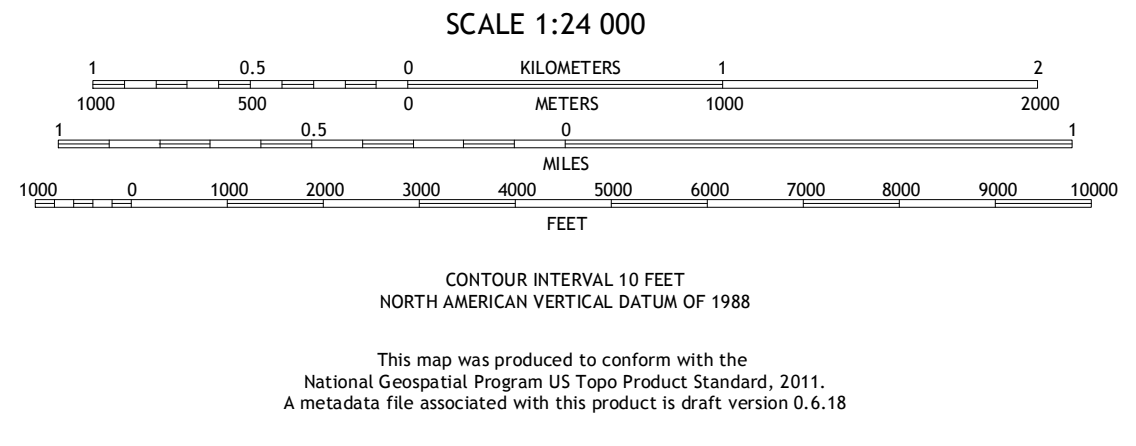 SCALE 1:24 000
1 0.5 0 KILOMETERS 1 2
1000 500 0 METERS 1000 2000
1 0.5 0 1
MILES
1000 0 1000 2000 3000 4000 5000 6000 7000 8000 9000 10000
FEET
CONTOUR INTERVAL 10 FEET
NORTH AMERICAN VERTICAL DATUM OF 1988
This map was produced to conform with the
National Geospatial Program US Topo Product Standard, 2011.
A metadata file associated with this product is draft version 0.6.18